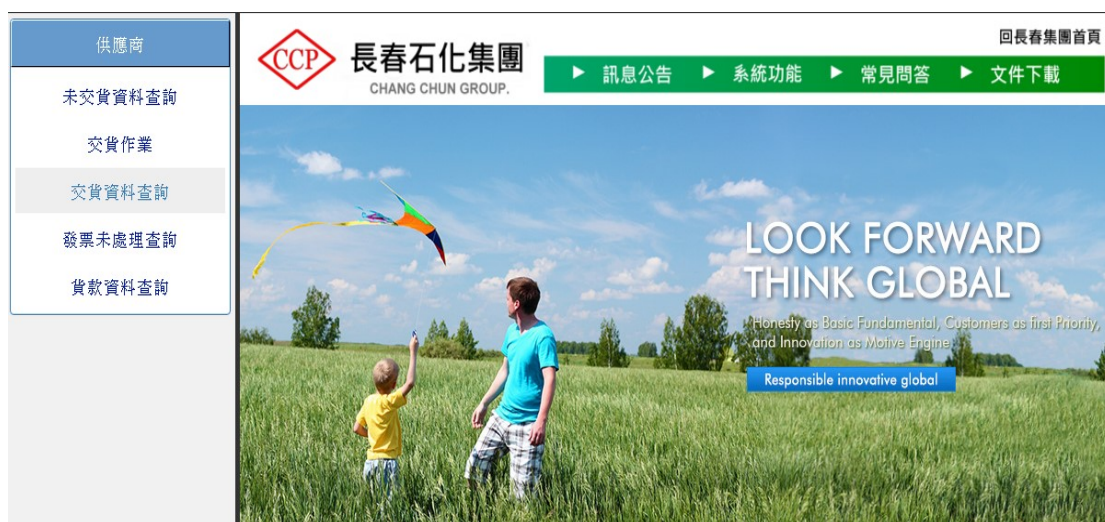 供應商
未交貨資料查詢
交貨作業
交貨資料查詢
發票未處理查詢
貨款資料查詢
回長春集團首頁
CCP
長春石化集團
CHANG CHUN GROUP.
訊息公告
系統功能
常見問答
文件下載
LOOK FORWARD
THINK GLOBAL
Honesty as Basic Fundamental, Customers as first Priority,
and Innovation as Motive Engine
Responsible innovative global